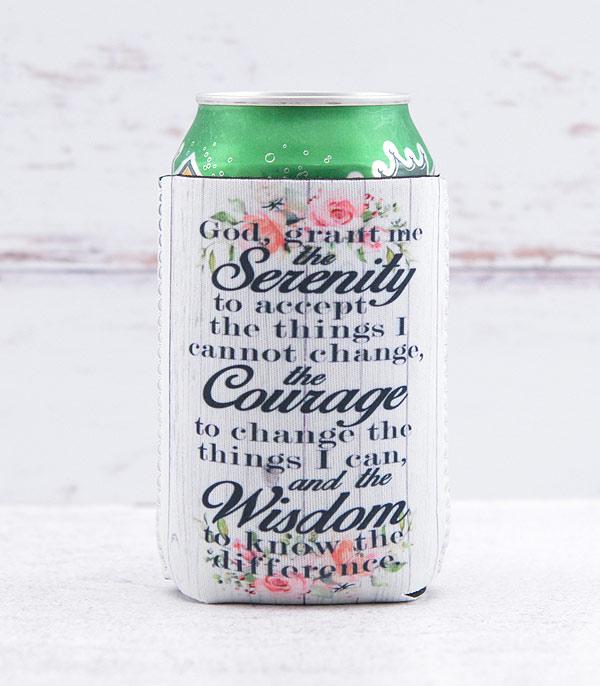 God, grant me
the
Serenity
to accept
the things I
cannot change,
the
Courage
to change the
things I can,
and the
Wisdom
to know the
difference.